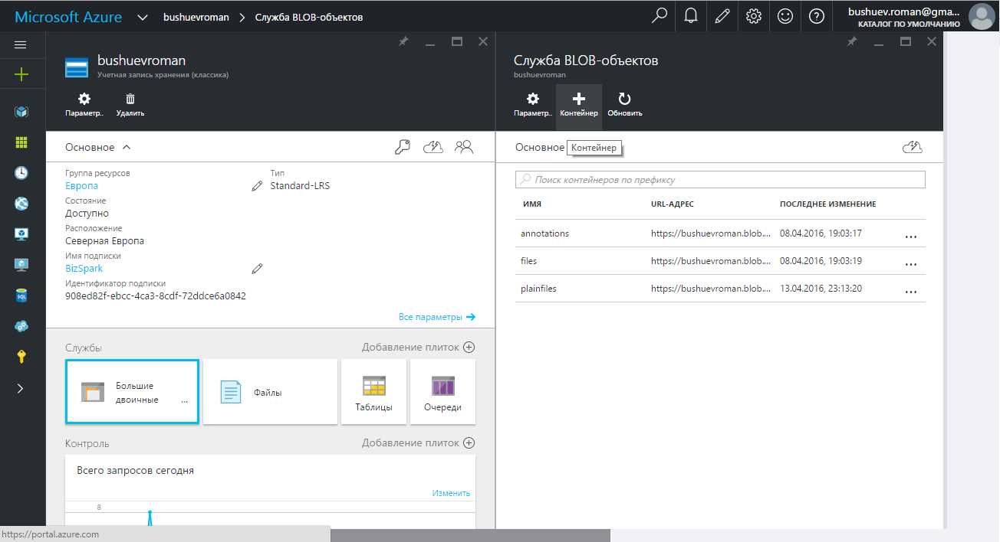 Microsoft Azure bushuevroman Служба BLOB-объектов bushuev.roman@gma...
КАТАЛОГ ПО УМОЛЧАНИЮ
bushuevroman
Учетная запись хранения (классика)
Параметр.. Удалить
Основное
Группа ресурсов
Европа
Тип
Standard-LRS
Состояние
Доступно
Расположение
Северная Европа
Имя подписки
BizSpark
Идентификатор подписки
908ed82f-ebcc-4ca3-8cdf-72ddce6a0842
Все параметры
Службы Добавление плиток
SQL
Большие
двоичные ...
Файлы
Таблицы
Очереди
Контроль Добавление плиток
Всего запросов сегодня
Изменить
8
https://portal.azure.com
Служба BLOB-объектов
bushuevroman
Параметр.. Контейнер Обновить
Основное Контейнер
Поиск контейнеров по префиксу
ИМЯ URL-АДРЕС ПОСЛЕДНЕЕ ИЗМЕНЕНИЕ
annotations https://bushuevroman.blob.... 08.04.2016, 19:03:17 ...
files https://bushuevroman.blob.... 08.04.2016, 19:03:19 ...
plainfiles https://bushuevroman.blob.... 13.04.2016, 23:13:20 ...